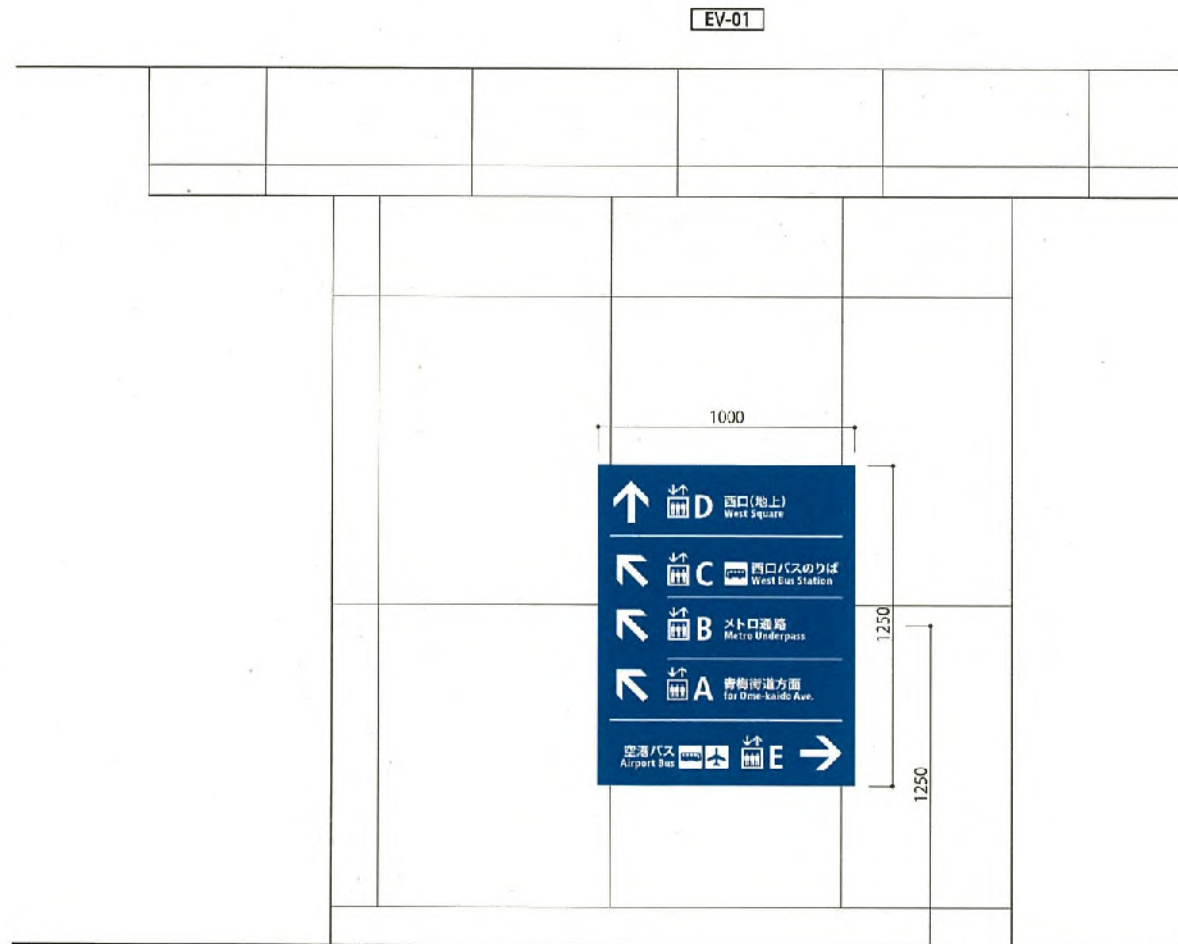 EV-01
1000
D 西口(地上)
West Square
C 西口バスのりば
West Bus Station
B メトロ通路
Metro Underpass
A 青梅街道方面
for Ome-kaido Ave.
空港バス E
Airport Bus
1250
1250